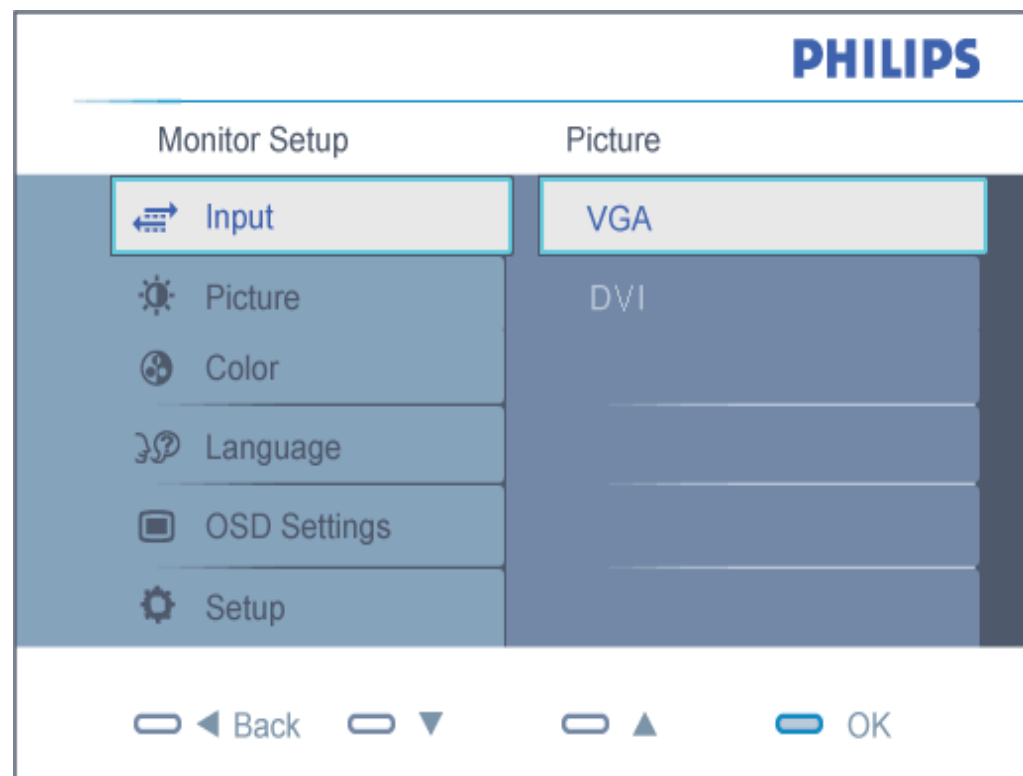 PHILIPS
Monitor Setup Picture
Input VGA
Picture DVI
Color
Language
OSD Settings
Setup
Back OK